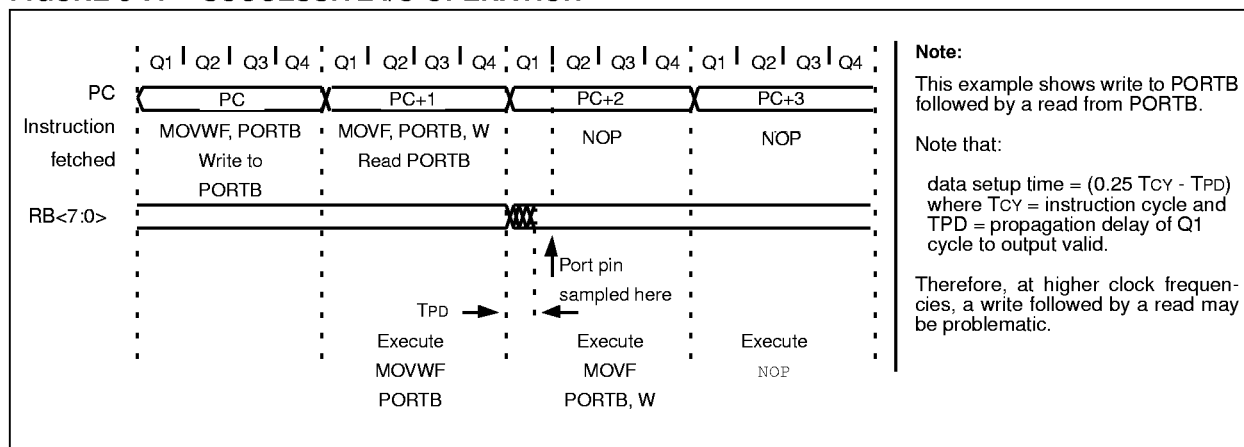 Q1 Q2 Q3 Q4 Q1 Q2 Q3 Q4 Q1 Q2 Q3 Q4 Q1 Q2 Q3 Q4
PC PC PC+1 PC+2 PC+3
Instruction fetched
MOVWF, PORTB
Write to
PORTB
MOVF, PORTB, W
Read PORTB
NOP
NOP
RB<7:0>
Port pin
sampled here
TPD
Execute
MOVWF
PORTB
Execute
MOVF
PORTB, W
Execute
NOP
Note:
This example shows write to PORTB
followed by a read from PORTB.
Note that:
data setup time = (0.25 TCY - TPD)
where TCY = instruction cycle and
TPD = propagation delay of Q1
cycle to output valid.
Therefore, at higher clock frequen-
cies, a write followed by a read may
be problematic.